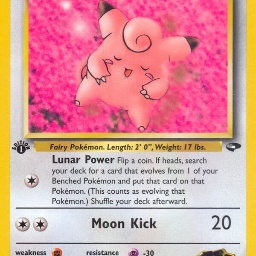 Fairy Pokémon. Length: 2' 0", Weight: 17 lbs.
Lunar Power Flip a coin. If heads, search
your deck for a card that evolves from 1 of your
Benched Pokémon and put that card on that
Pokémon. (This counts as evolving that
Pokémon.) Shuffle your deck afterward.
Moon Kick 20
weakness resistance -30